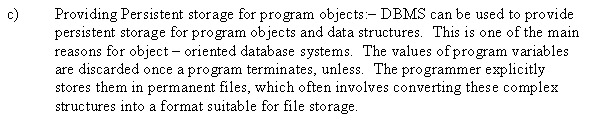 c) Providing Persistent storage for program objects:– DBMS can be used to provide
persistent storage for program objects and data structures. This is one of the main
reasons for object – oriented database systems. The values of program variables
are discarded once a program terminates, unless. The programmer explicitly
stores them in permanent files, which often involves converting these complex
structures into a format suitable for file storage.